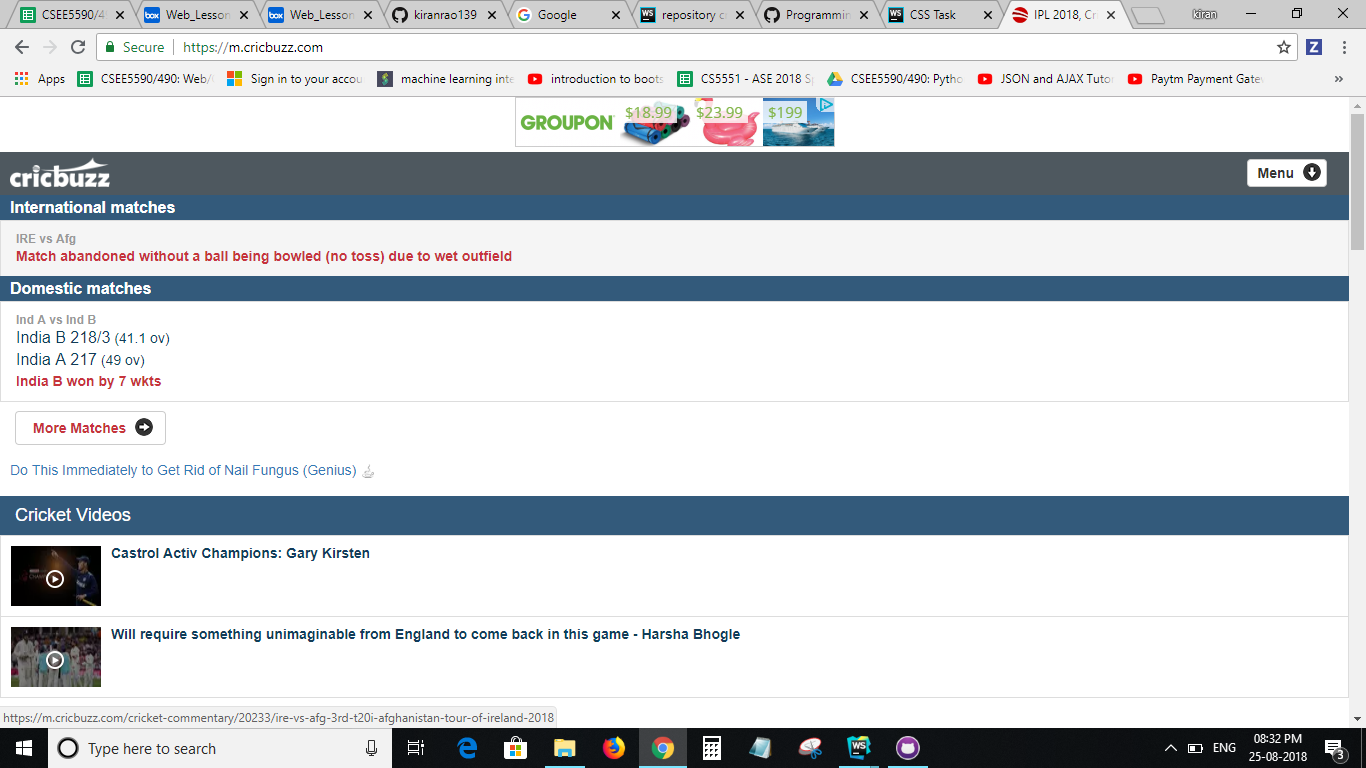 CSEE5590/4
Web_Lesson
Web_Lesson
kiranrao139
Google
repository c
Programmin
CSS Task
IPL 2018, Cr
kiran
Secure https://m.cricbuzz.com
Apps CSEE5590/490: Web/ Sign in to your accou machine learning inte introduction to boots CS5551 - ASE 2018 Sp CSEE5590/490: Pytho JSON and AJAX Tutor Paytm Payment Gate
GROUPON $18.99 $23.99 $199
cricbuzz
Menu
International matches
IRE vs Afg
Match abandoned without a ball being bowled (no toss) due to wet outfield
Domestic matches
Ind A vs Ind B
India B 218/3 (41.1 ov)
India A 217 (49 ov)
India B won by 7 wkts
More Matches
Do This Immediately to Get Rid of Nail Fungus (Genius)
Cricket Videos
Castrol Activ Champions: Gary Kirsten
Will require something unimaginable from England to come back in this game - Harsha Bhogle
https://m.cricbuzz.com/cricket-commentary/20233/ire-vs-afg-3rd-t20i-afghanistan-tour-of-ireland-2018
Type here to search
ENG
08:32 PM
25-08-2018
3